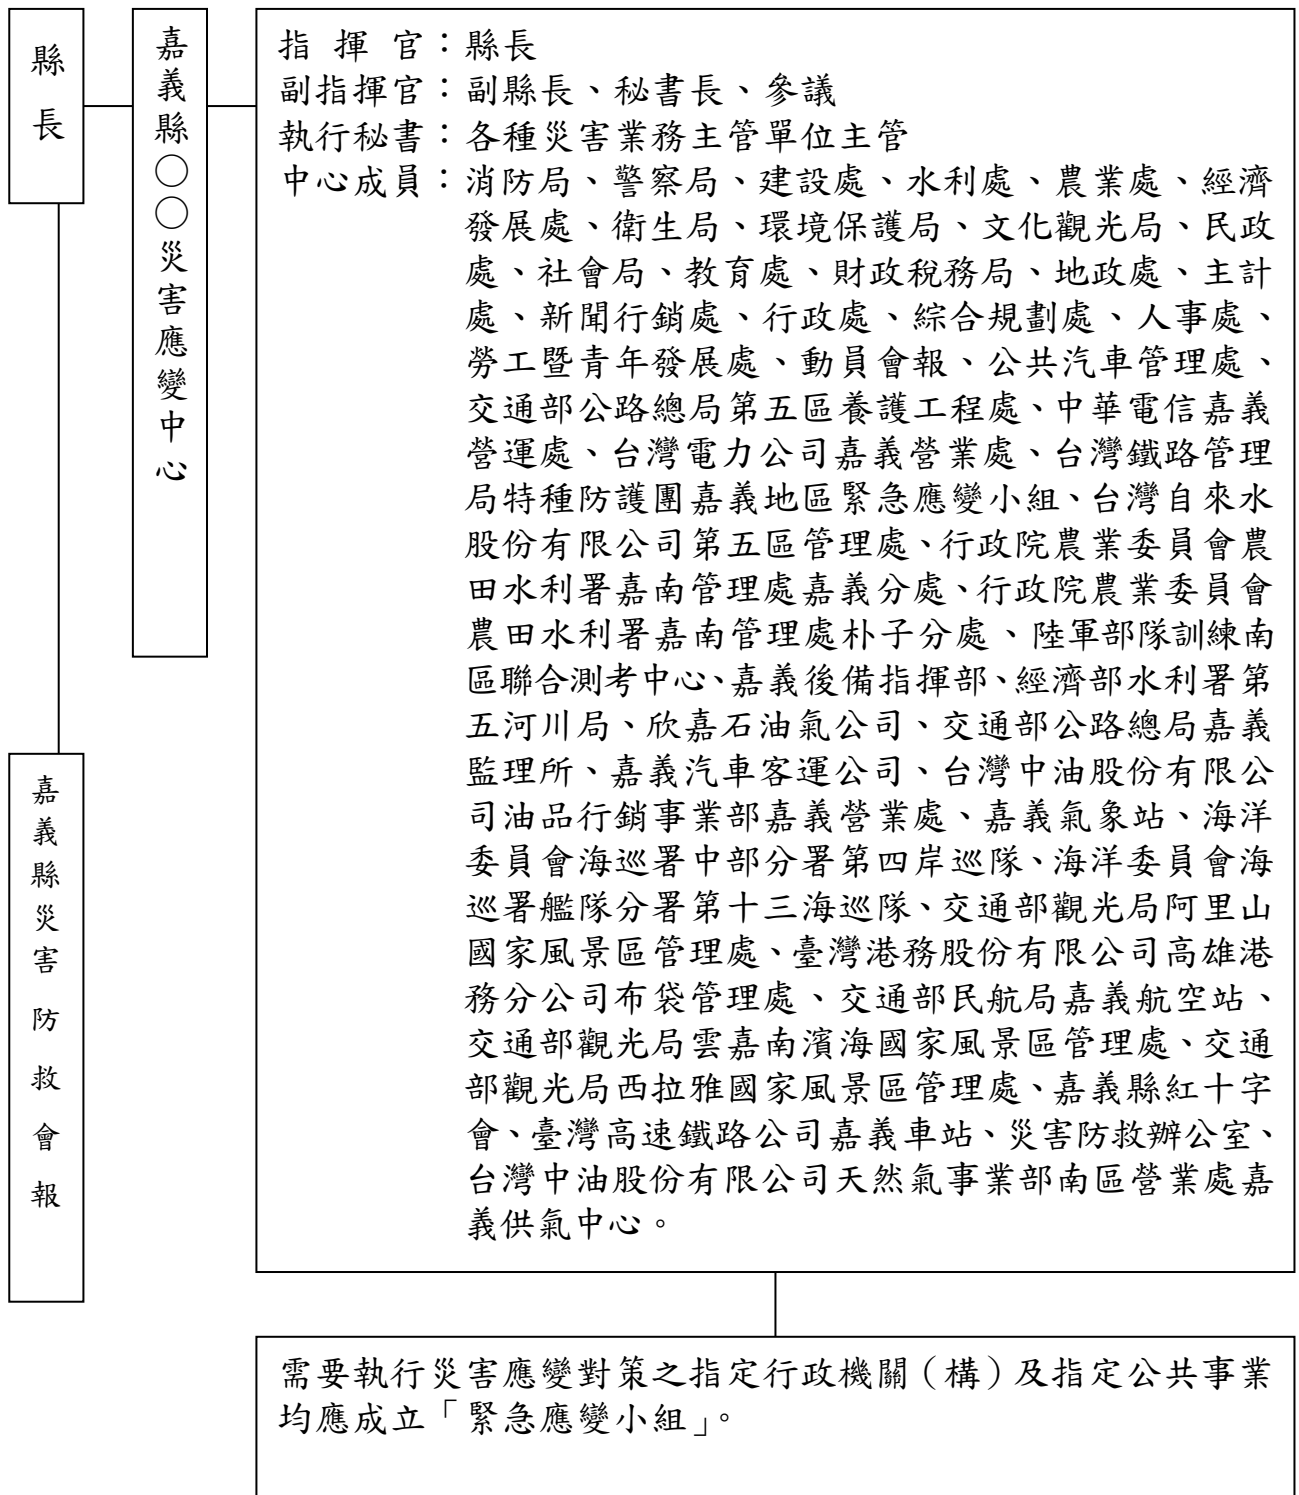 縣長
嘉義縣○○災害應變中心
指揮官：縣長
副指揮官：副縣長、秘書長、參議
執行秘書：各種災害業務主管單位主管
中心成員：消防局、警察局、建設處、水利處、農業處、經濟
發展處、衛生局、環境保護局、文化觀光局、民政
處、社會局、教育處、財政稅務局、地政處、主計
處、新聞行銷處、行政處、綜合規劃處、人事處、
勞工暨青年發展處、動員會報、公共汽車管理處、
交通部公路總局第五區養護工程處、中華電信嘉義
營運處、台灣電力公司嘉義營業處、台灣鐵路管理
局特種防護團嘉義地區緊急應變小組、台灣自來水
股份有限公司第五區管理處、行政院農業委員會農
田水利署嘉南管理處嘉義分處、行政院農業委員會
農田水利署嘉南管理處朴子分處、陸軍部隊訓練南
區聯合測考中心、嘉義後備指揮部、經濟部水利署第
五河川局、欣嘉石油氣公司、交通部公路總局嘉義
監理所、嘉義汽車客運公司、台灣中油股份有限公
司油品行銷事業部嘉義營業處、嘉義氣象站、海洋
委員會海巡署中部分署第四岸巡隊、海洋委員會海
巡署艦隊分署第十三海巡隊、交通部觀光局阿里山
國家風景區管理處、臺灣港務股份有限公司高雄港
務分公司布袋管理處、交通部民航局嘉義航空站、
交通部觀光局雲嘉南濱海國家風景區管理處、交通
部觀光局西拉雅國家風景區管理處、嘉義縣紅十字
會、臺灣高速鐵路公司嘉義車站、災害防救辦公室、
台灣中油股份有限公司天然氣事業部南區營業處嘉
義供氣中心。
嘉義縣災害防救會報
需要執行災害應變對策之指定行政機關（構）及指定公共事業
均應成立「緊急應變小組」。